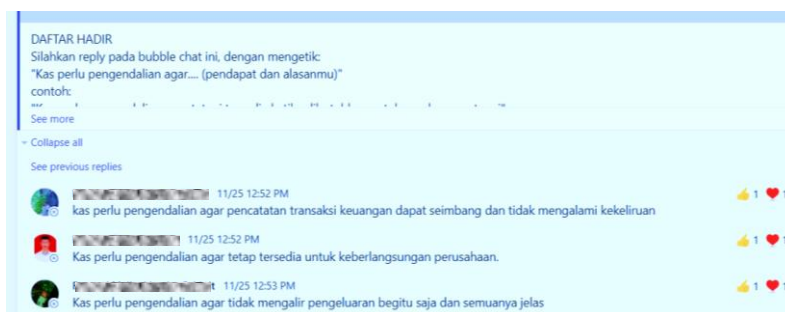 DAFTAR HADIR
Silahkan reply pada bubble chat ini, dengan mengetik:
"Kas perlu pengendalian agar.... (pendapat dan alasanmu)"
contoh:
See more
Collapse all
See previous replies
11/25 12:52 PM
👍 1 ❤ 1
kas perlu pengendalian agar pencatatan transaksi keuangan dapat seimbang dan tidak mengalami kekeliruan
11/25 12:52 PM
👍 1 ❤ 1
Kas perlu pengendalian agar tetap tersedia untuk keberlangsungan perusahaan.
t 11/25 12:53 PM
👍 1 ❤ 1
Kas perlu pengendalian agar tidak mengalir pengeluaran begitu saja dan semuanya jelas